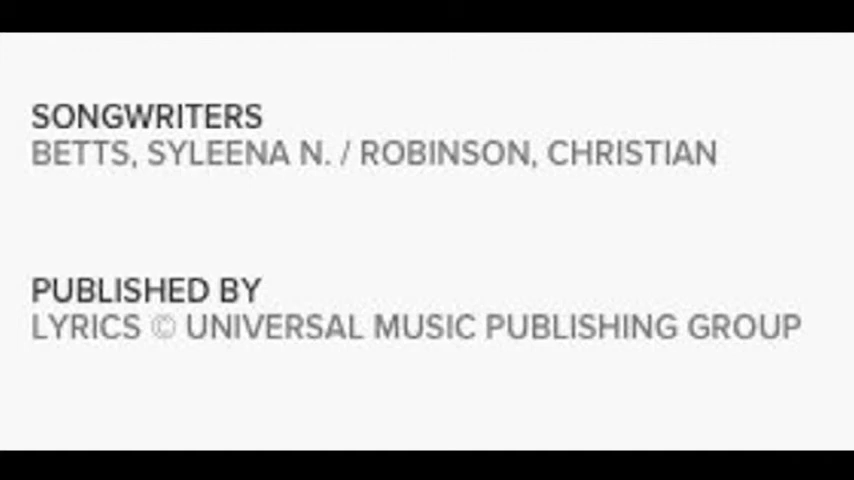 SONGWRITERS
BETTS, SYLEENA N. / ROBINSON, CHRISTIAN
PUBLISHED BY
LYRICS © UNIVERSAL MUSIC PUBLISHING GROUP